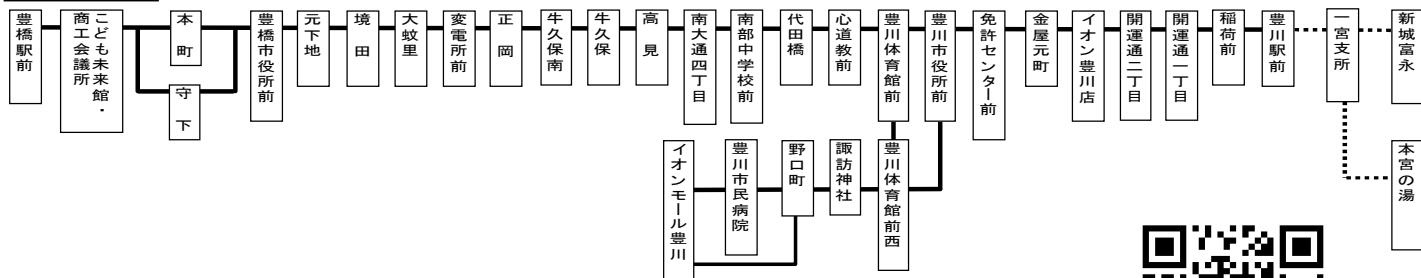 豊橋駅前
こども未来館・
商工会議所
本町
守下
豊橋市役所前
元下地
境田
大蚊里
変電所前
正岡
牛久保南
牛久保
高見
南大通四丁目
南部中学校前
代田橋
心道教前
豊川体育館前
豊川市役所前
免許センター前
金屋元町
イオン豊川店
開運通二丁目
開運通一丁目
稲荷前
豊川駅前
一宮支所
新城富永
イオンモール豊川
豊川市民病院
野口町
諏訪神社
豊川体育館前西
本宮の湯